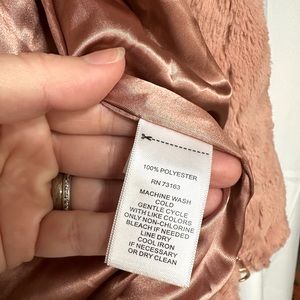 100% POLYESTER
RN 73163
MACHINE WASH
COLD
GENTLE CYCLE
WITH LIKE COLORS
ONLY NON-CHLORINE
BLEACH IF NEEDED
LINE DRY
COOL IRON
IF NECESSARY
OR DRY CLEAN